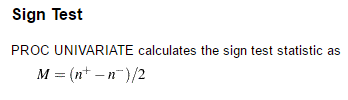 Sign Test
PROC UNIVARIATE calculates the sign test statistic as
M = (n⁺ – n⁻)/2